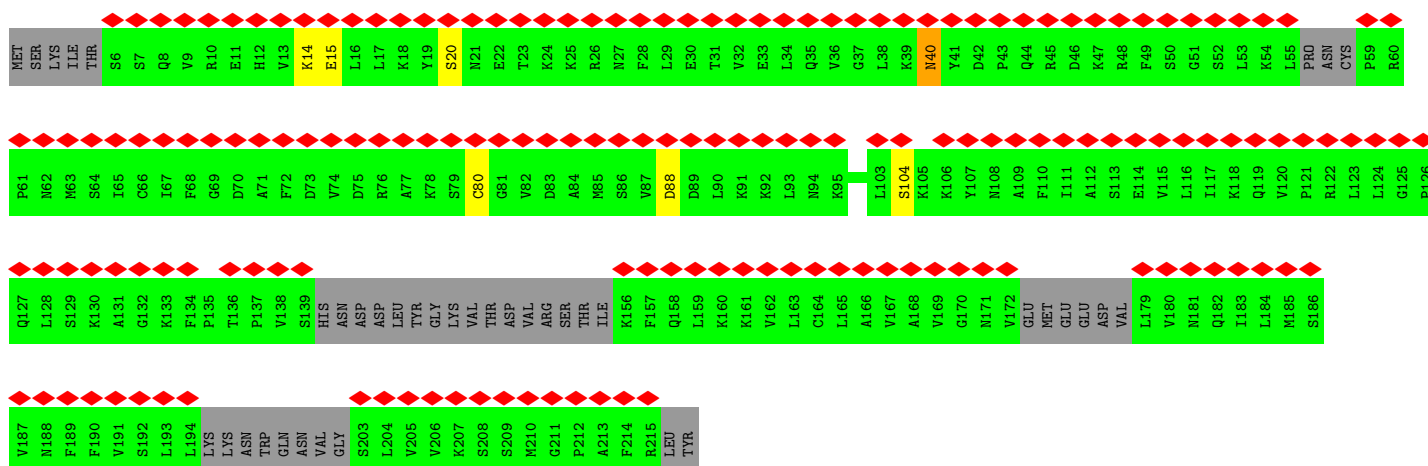 MET SER LYS ILE THR S6 S7 Q8 V9 R10 E11 H12 V13 K14 E15 L16 L17 K18 Y19 S20 N21 E22 T23 K24 K25 R26 N27 F28 L29 E30 T31 V32 E33 L34 Q35 V36 G37 L38 K39 N40 Y41 D42 P43 Q44 R45 D46 K47 R48 F49 S50 G51 S52 L53 K54 L55 PRO ASN CYS P59 R60
P61 N62 M63 S64 I65 C66 I67 F68 G69 D70 A71 F72 D73 V74 D75 R76 A77 K78 S79 C80 G81 V82 D83 A84 M85 S86 V87 D88 D89 L90 K91 K92 L93 N94 K95 L103 S104 K105 K106 Y107 N108 A109 F110 I111 A112 S113 E114 V115 L116 I117 K118 Q119 V120 P121 R122 L123 L124 G125 P126
Q127 L128 S129 K130 A131 G132 K133 F134 P135 T136 P137 V138 S139 HIS ASN ASP ASP LEU TYR GLY LYS VAL THR ASP VAL ARG SER THR ILE K156 F157 Q158 L159 K160 K161 V162 L163 C164 L165 A166 V167 A168 V169 G170 N171 V172 GLU MET GLU GLU ASP VAL L179 V180 N181 Q182 I183 L184 M185 S186
V187 N188 F189 F190 V191 S192 L193 L194 LYS LYS ASN TRP GLN ASN VAL GLY S203 L204 V205 V206 K207 S208 S209 M210 G211 P212 A213 F214 R215 LEU TYR